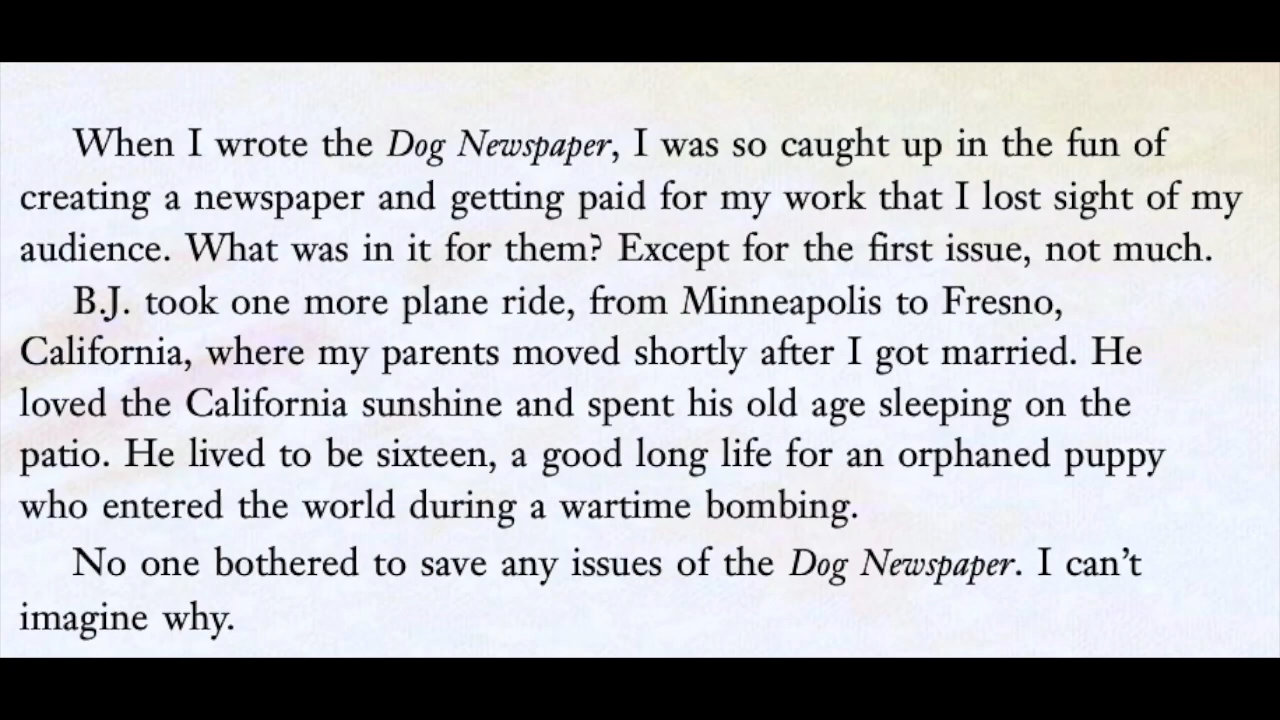 When I wrote the Dog Newspaper, I was so caught up in the fun of
creating a newspaper and getting paid for my work that I lost sight of my
audience. What was in it for them? Except for the first issue, not much.
B.J. took one more plane ride, from Minneapolis to Fresno,
California, where my parents moved shortly after I got married. He
loved the California sunshine and spent his old age sleeping on the
patio. He lived to be sixteen, a good long life for an orphaned puppy
who entered the world during a wartime bombing.
No one bothered to save any issues of the Dog Newspaper. I can’t
imagine why.